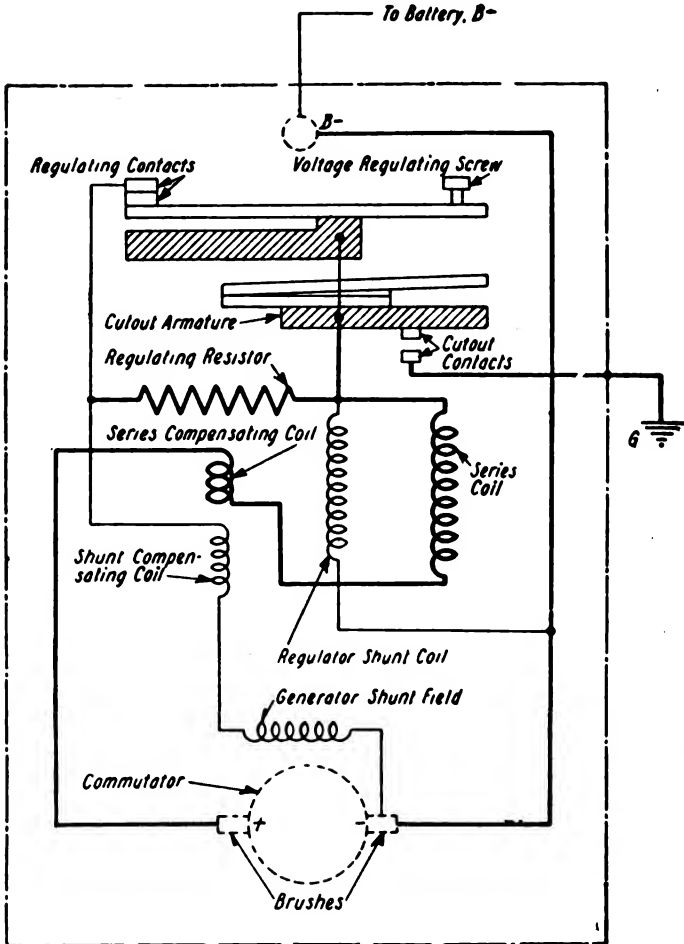 To Battery, B-
B-
Regulating Contacts
Voltage Regulating Screw
Cutout Armature
Cutout
Contacts
Regulating Resistor
G
Series Compensating Coil
Series
Coil
Shunt Compen-
sating Coil
Regulator Shunt Coil
Generator Shunt Field
Commutator
+
-
Brushes